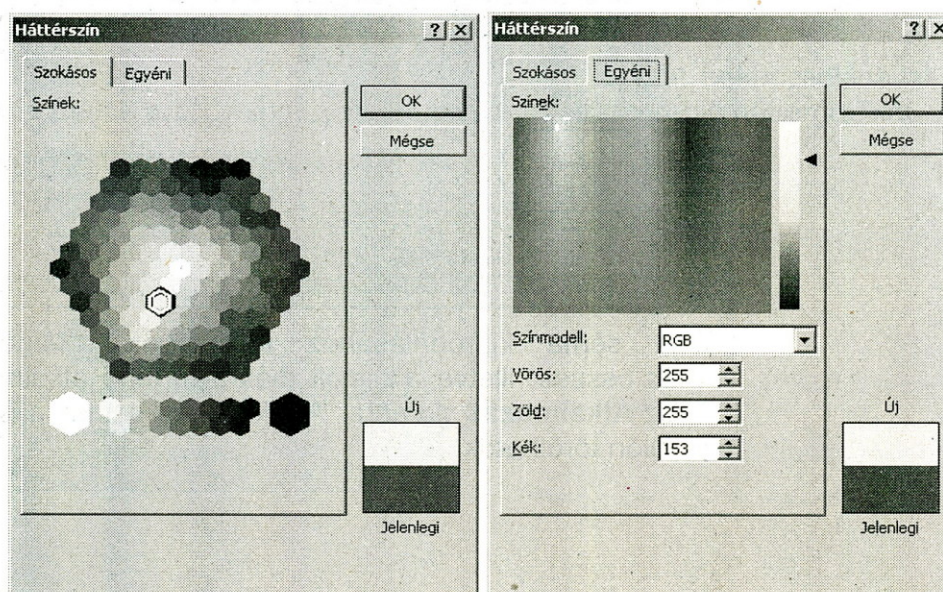 Háttérszín
Szokásos Egyéni
Színek:
OK
Mégse
Új
Jelenlegi
Háttérszín
Szokásos Egyéni
Színek:
OK
Mégse
Színmodell: RGB
Vörös: 255
Zöld: 255
Kék: 153
Új
Jelenlegi